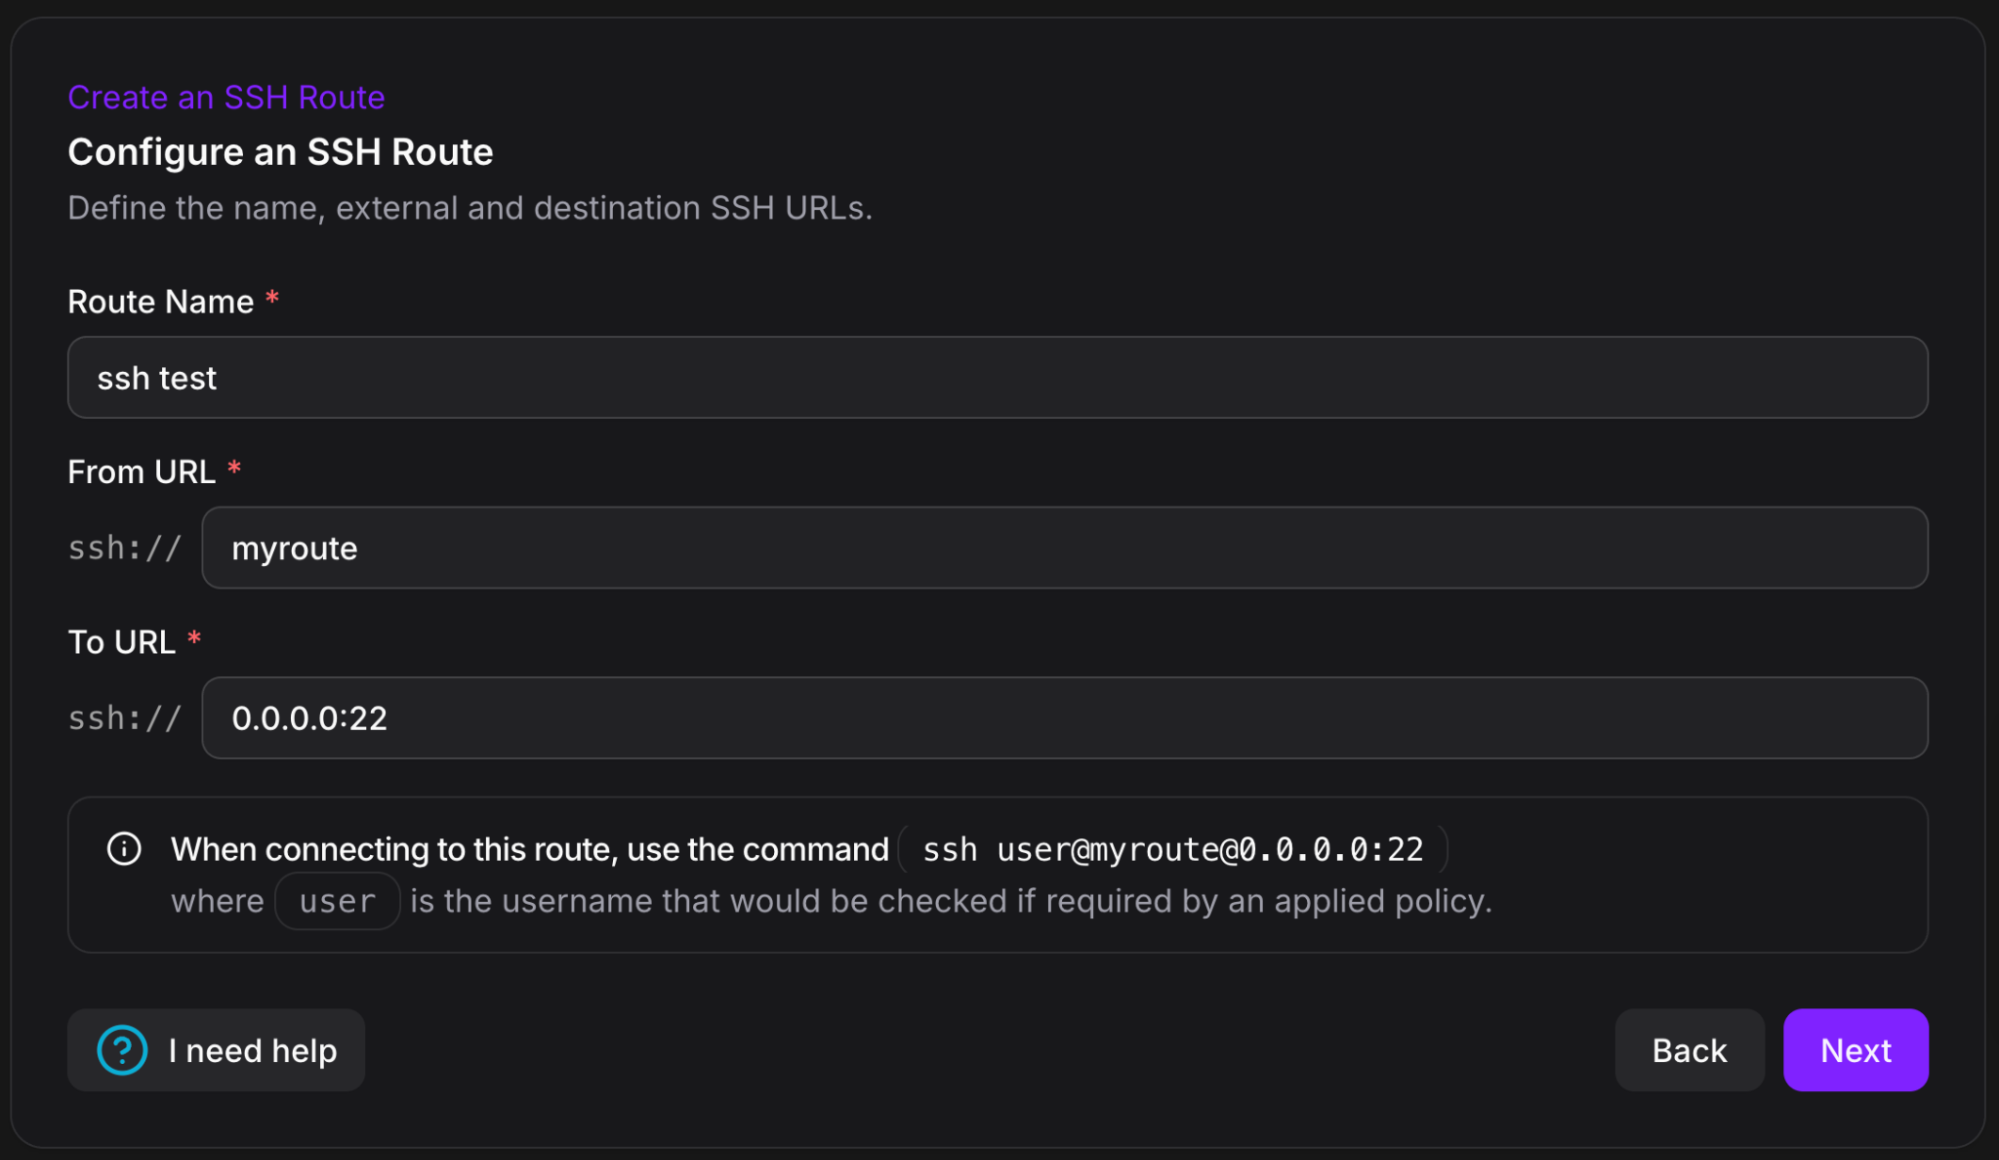 Create an SSH Route
Configure an SSH Route
Define the name, external and destination SSH URLs.
Route Name *
ssh test
From URL *
ssh:// myroute
To URL *
ssh:// 0.0.0.0:22
When connecting to this route, use the command ssh user@myroute@0.0.0.0:22
where user is the username that would be checked if required by an applied policy.
I need help
Back
Next